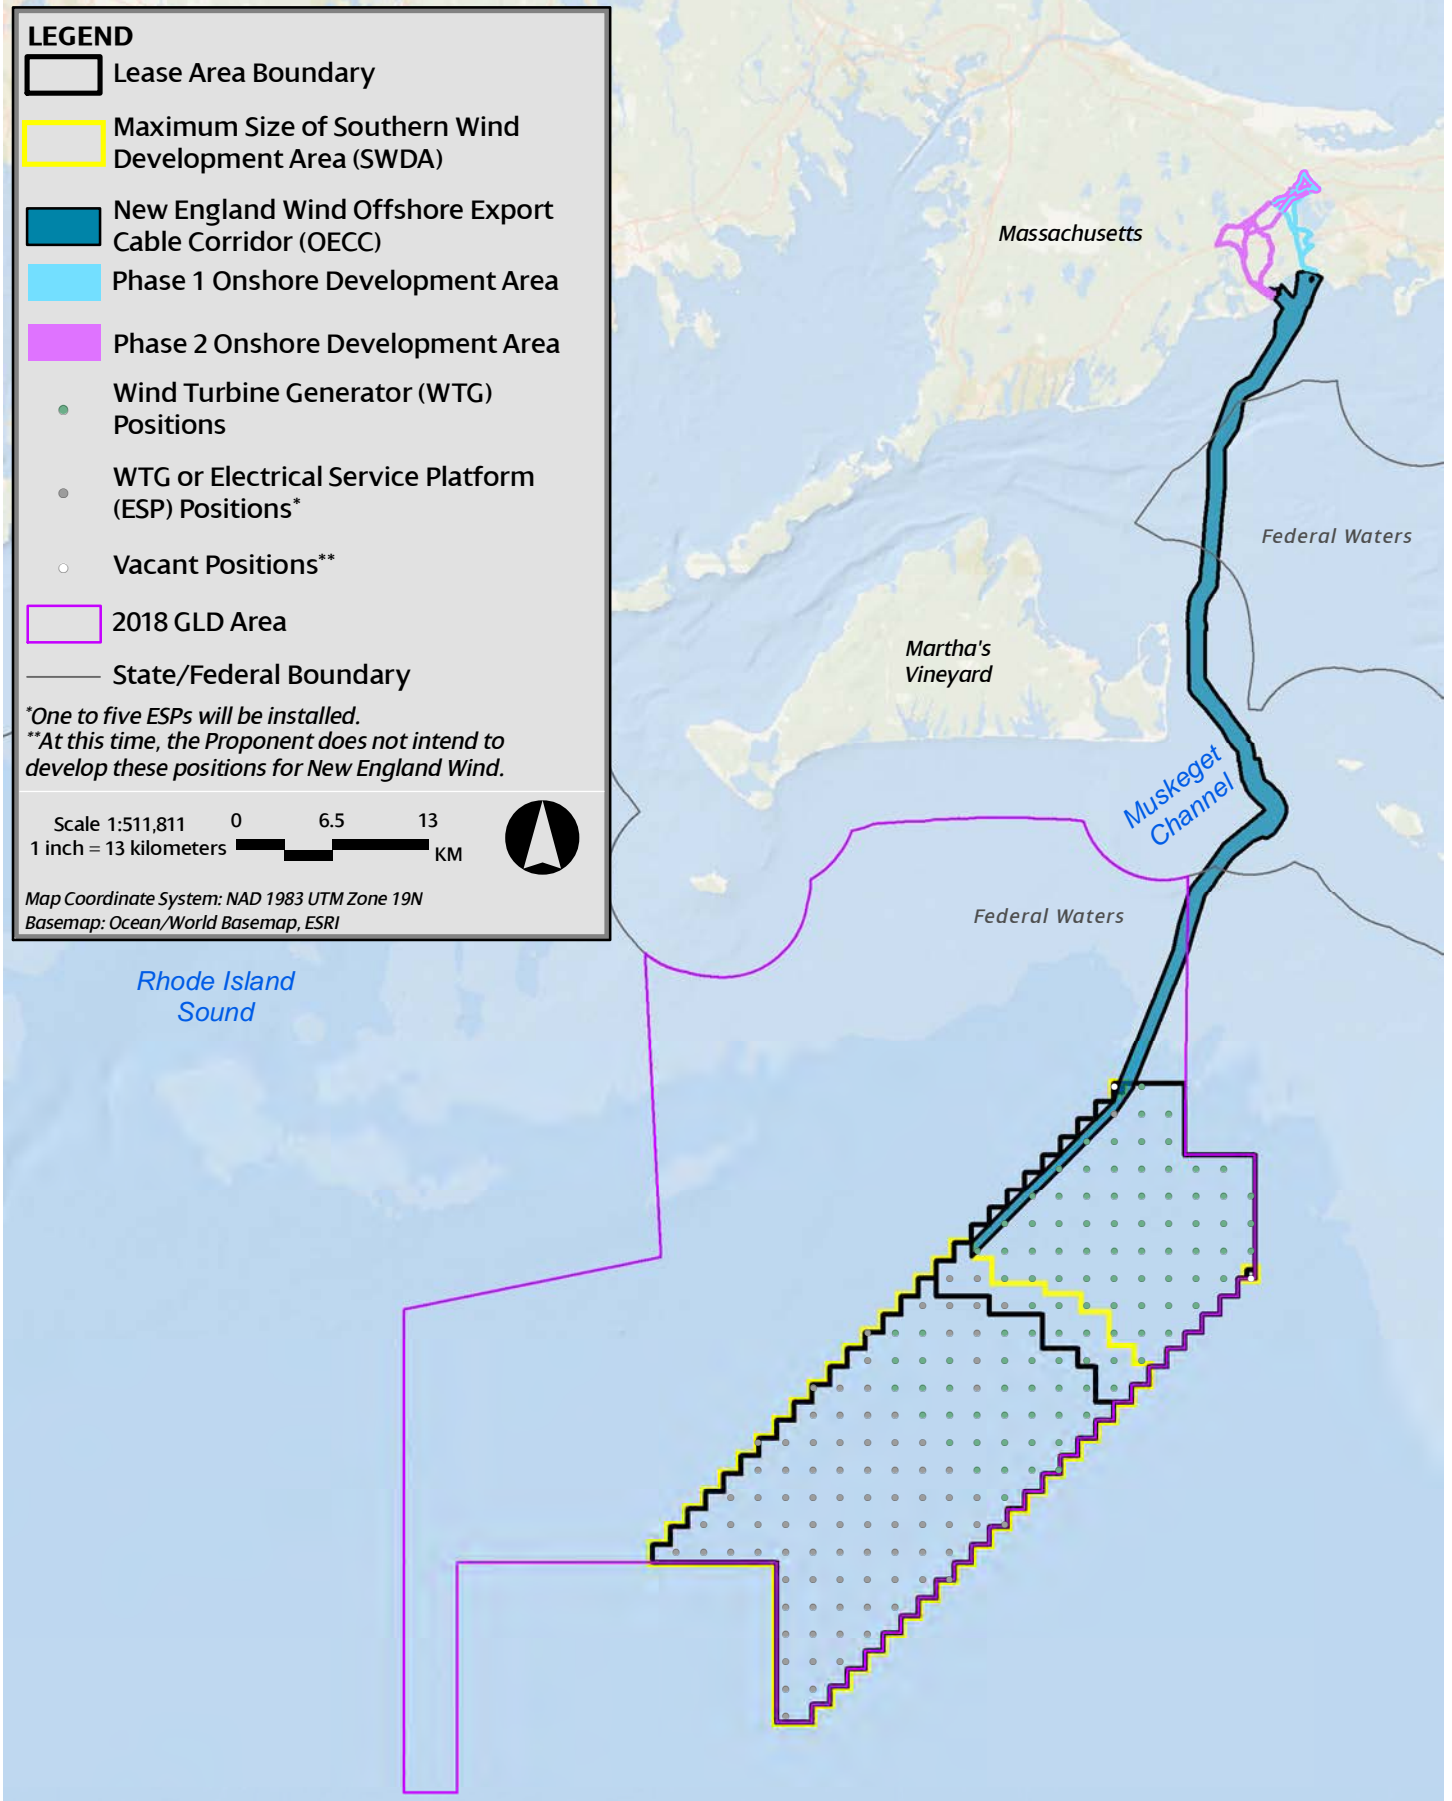 LEGEND
Lease Area Boundary
Maximum Size of Southern Wind
Development Area (SWDA)
New England Wind Offshore Export
Cable Corridor (OECC)
Phase 1 Onshore Development Area
Phase 2 Onshore Development Area
Wind Turbine Generator (WTG)
Positions
WTG or Electrical Service Platform
(ESP) Positions*
Vacant Positions**
2018 GLD Area
State/Federal Boundary
*One to five ESPs will be installed.
**At this time, the Proponent does not intend to
develop these positions for New England Wind.
Scale 1:511,811
1 inch = 13 kilometers
0 6.5 13
KM
Map Coordinate System: NAD 1983 UTM Zone 19N
Basemap: Ocean/World Basemap, ESRI
Massachusetts
Federal Waters
Martha's
Vineyard
Muskeget
Channel
Federal Waters
Rhode Island
Sound